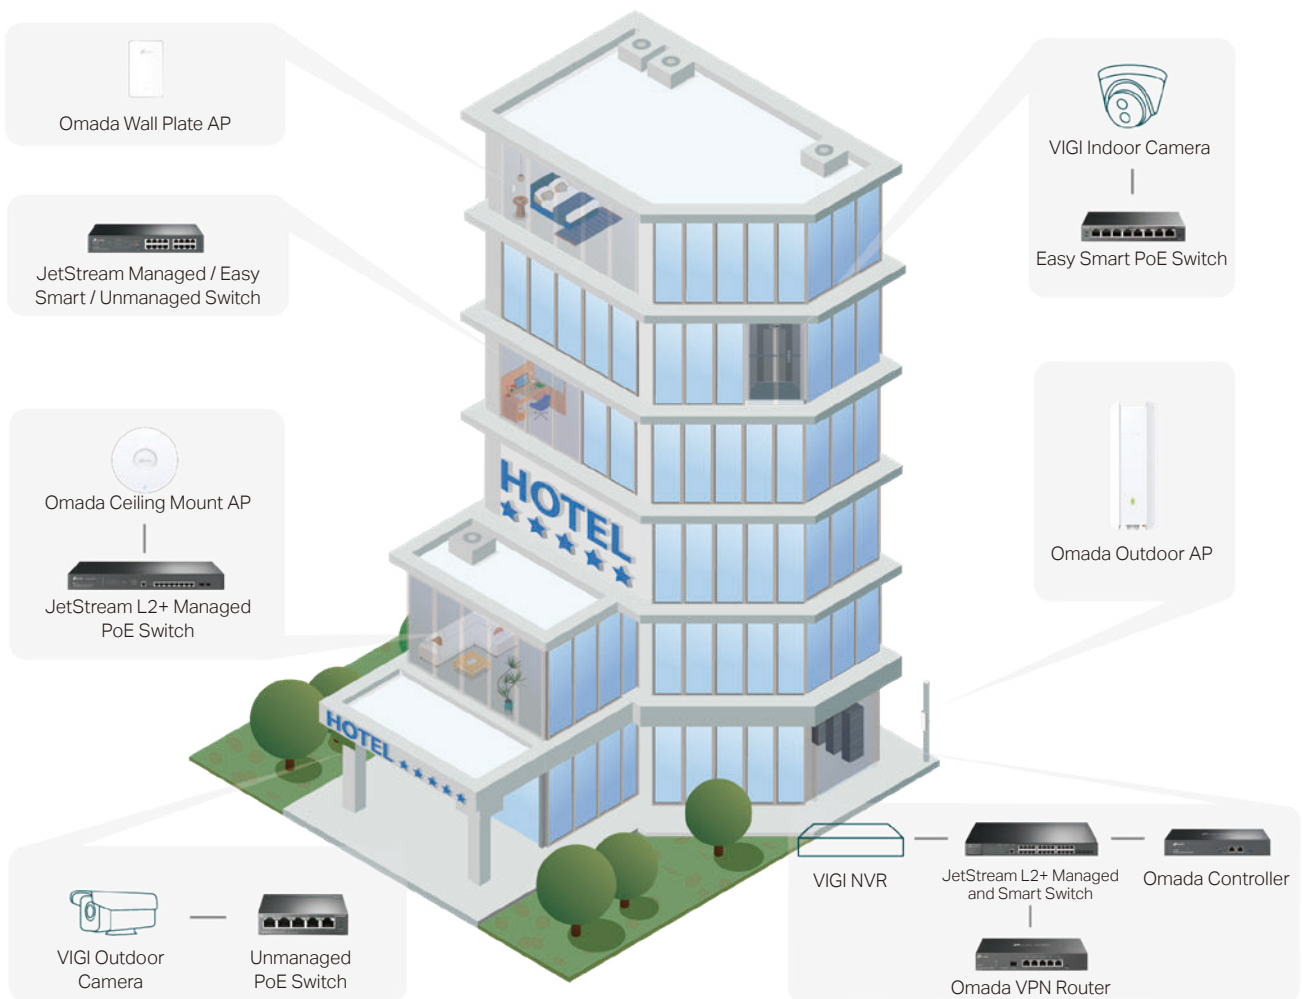 Omada Wall Plate AP
VIGI Indoor Camera
Easy Smart PoE Switch
JetStream Managed / Easy
Smart / Unmanaged Switch
Omada Ceiling Mount AP
JetStream L2+ Managed
PoE Switch
Omada Outdoor AP
HOTEL
HOTEL
VIGI Outdoor
Camera
Unmanaged
PoE Switch
VIGI NVR
JetStream L2+ Managed
and Smart Switch
Omada Controller
Omada VPN Router